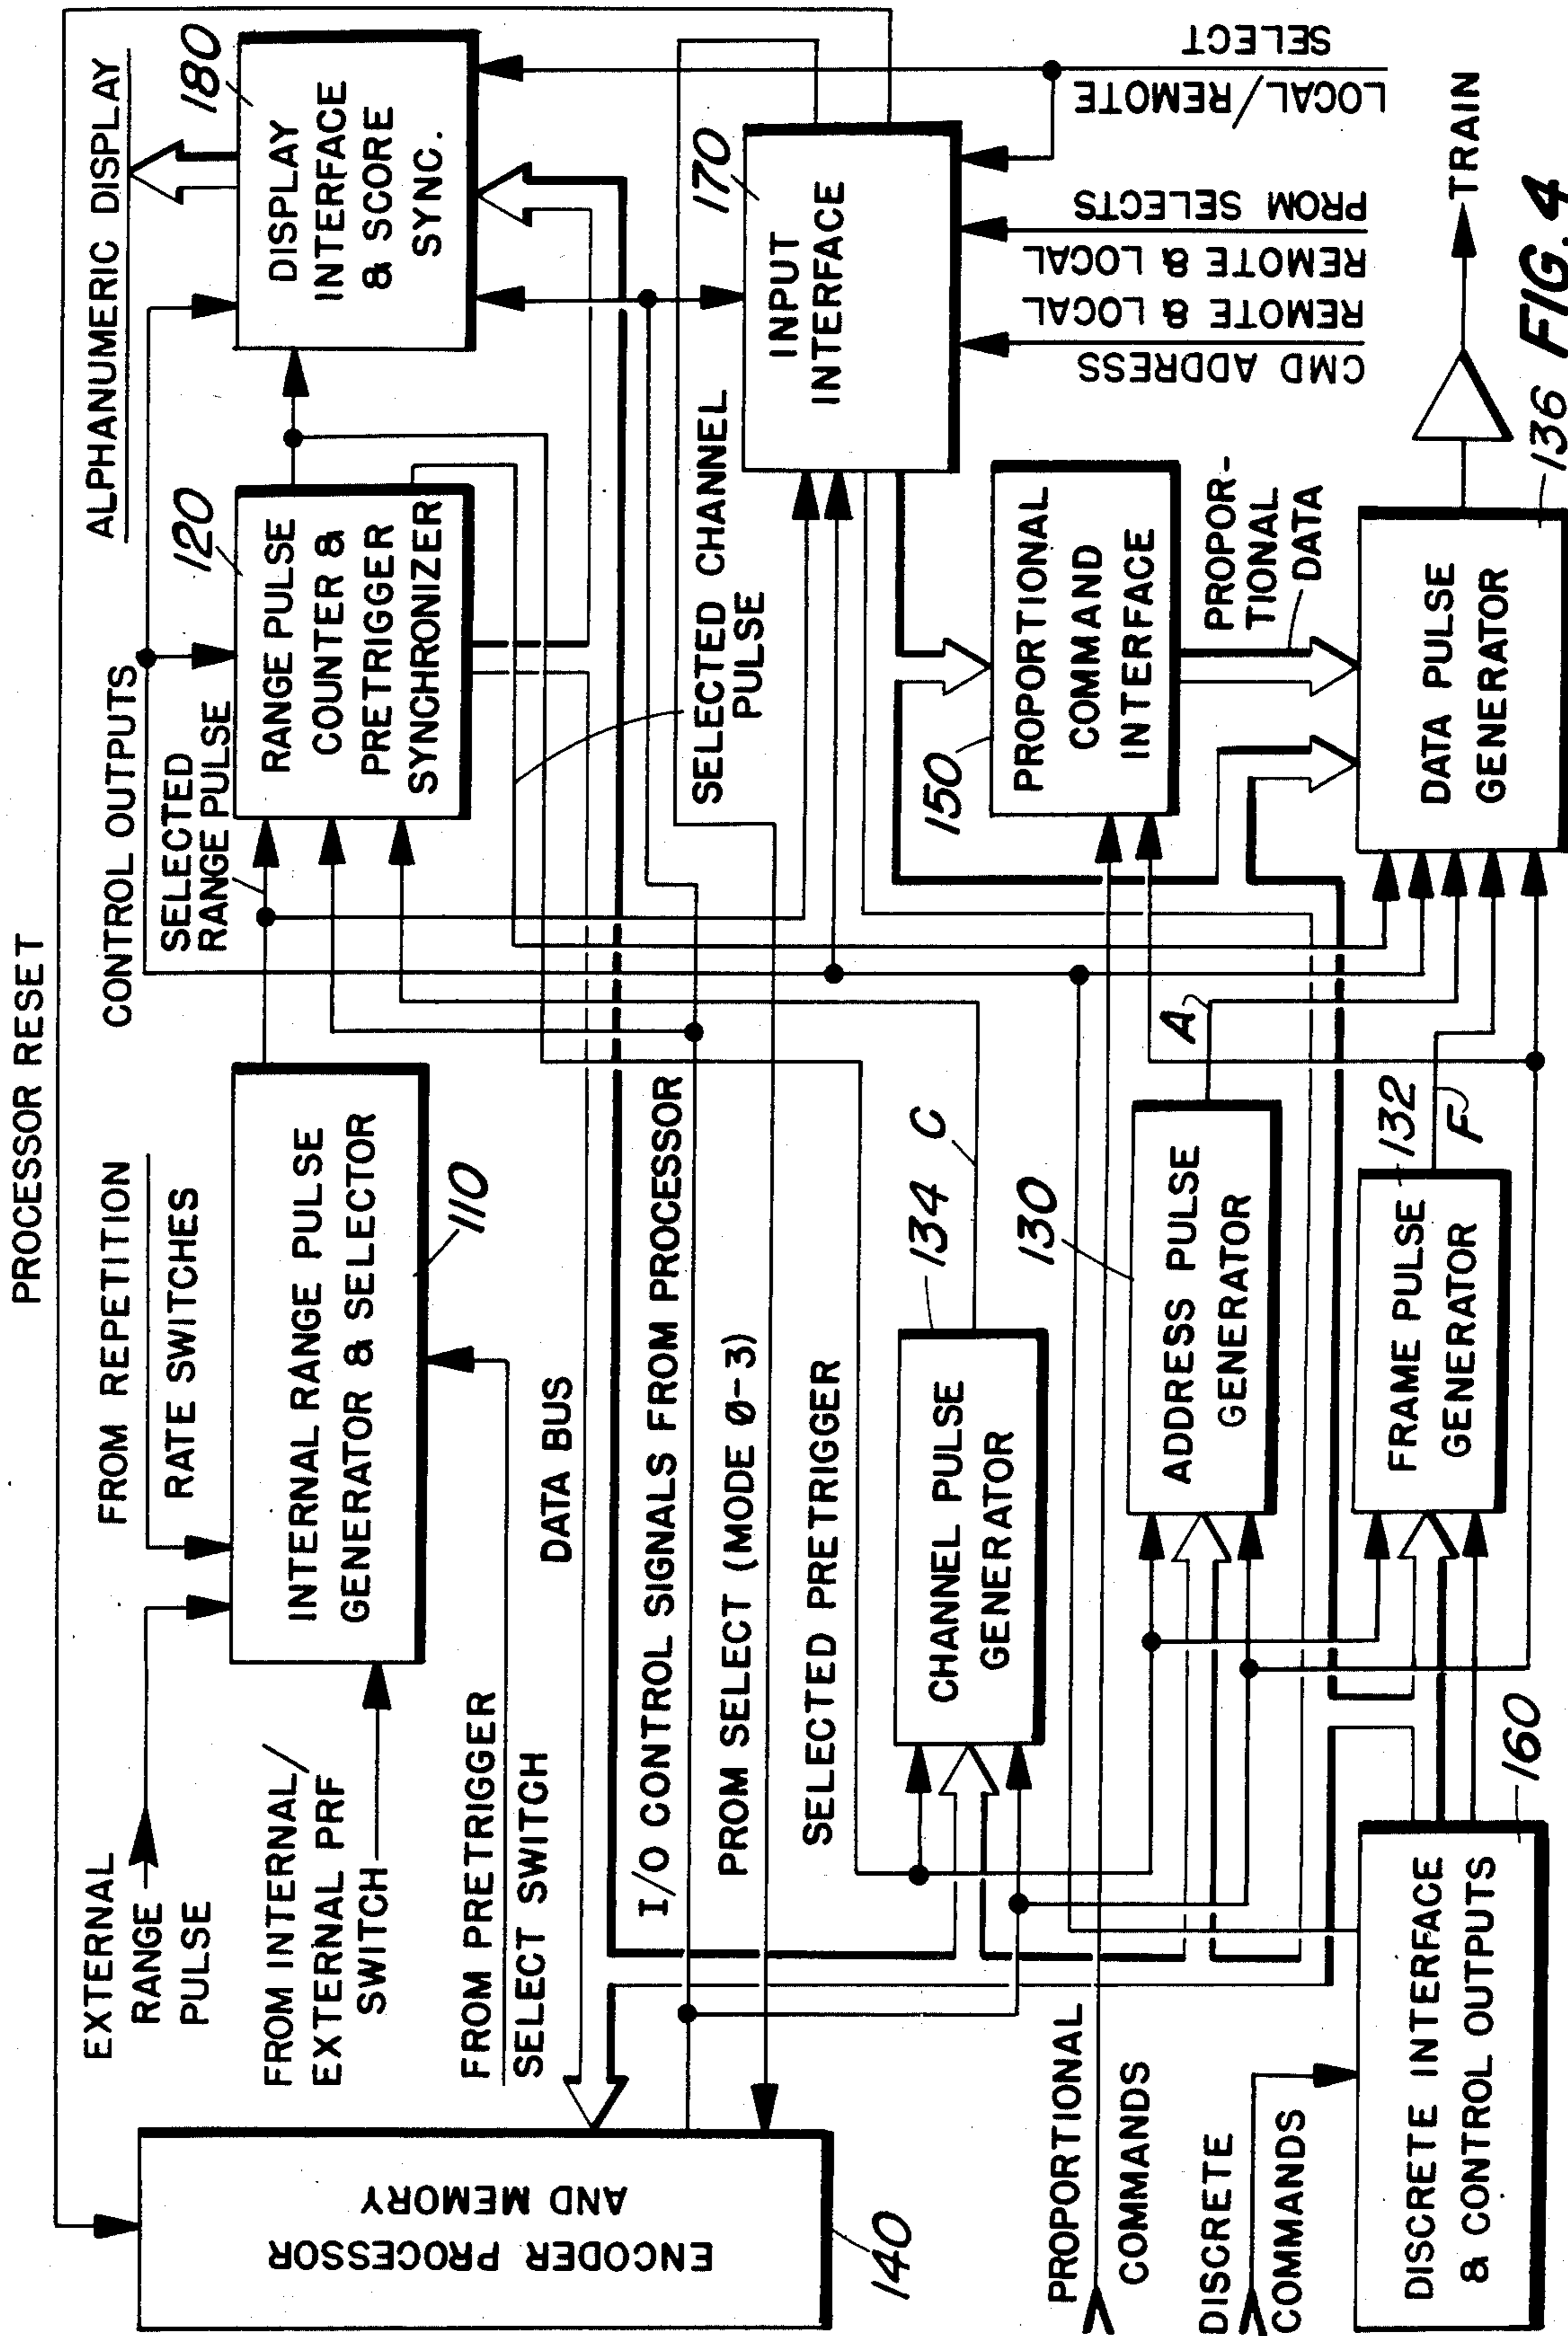 PROCESSOR RESET
EXTERNAL
RANGE
PULSE
FROM REPETITION
RATE SWITCHES
CONTROL OUTPUTS
ALPHANUMERIC DISPLAY
SELECTED
RANGE PULSE
FROM INTERNAL/
EXTERNAL PRF
SWITCH
INTERNAL RANGE PULSE
GENERATOR & SELECTOR
110
RANGE PULSE
COUNTER &
PRETRIGGER
SYNCHRONIZER
120
DISPLAY
INTERFACE
& SCORE
SYNC.
180
FROM PRETRIGGER
SELECT SWITCH
DATA BUS
ENCODER PROCESSOR
AND MEMORY
140
I/O CONTROL SIGNALS FROM PROCESSOR
PROM SELECT (MODE 0-3)
SELECTED PRETRIGGER
SELECTED CHANNEL
PULSE
INPUT
INTERFACE
170
CHANNEL PULSE
GENERATOR
134
C
PROPORTIONAL
COMMAND
INTERFACE
150
CMD ADDRESS
REMOTE & LOCAL
REMOTE & LOCAL
PROM SELECTS
LOCAL/REMOTE
SELECT
PROPORTIONAL
COMMANDS
ADDRESS PULSE
GENERATOR
130
A
PROPOR-
TIONAL
DATA
DISCRETE
COMMANDS
DISCRETE INTERFACE
& CONTROL OUTPUTS
160
FRAME PULSE
GENERATOR
132
F
DATA PULSE
GENERATOR
136
TRAIN
FIG. 4